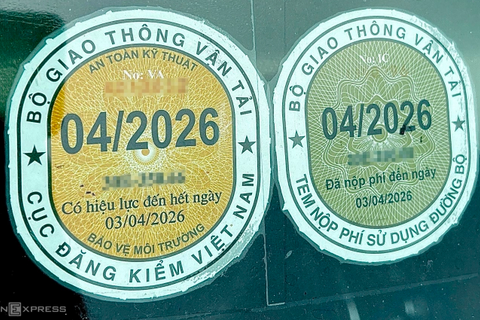 BỘ GIAO THÔNG VẬN TẢI
AN TOÀN KỸ THUẬT
No: VA
04/2026
Có hiệu lực đến hết ngày
03/04/2026
BẢO VỆ MÔI TRƯỜNG
CỤC ĐĂNG KIỂM VIỆT NAM
BỘ GIAO THÔNG VẬN TẢI
No: IC
04/2026
Đã nộp phí đến ngày
03/04/2026
TEM NỘP PHÍ SỬ DỤNG ĐƯỜNG BỘ
NEXPRESS